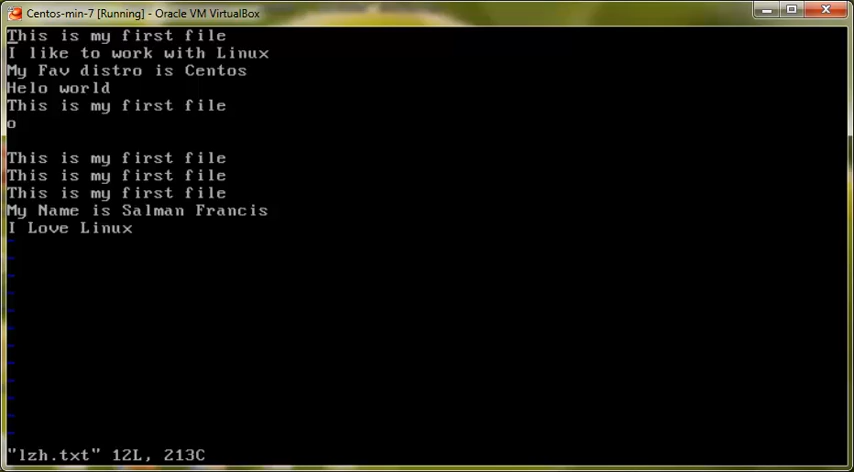 Centos-min-7 [Running] - Oracle VM VirtualBox
This is my first file
I like to work with Linux
My Fav distro is Centos
Helo world
This is my first file
o
This is my first file
This is my first file
This is my first file
My Name is Salman Francis
I Love Linux
~
~
~
~
~
~
~
~
~
~
~
"lzh.txt" 12L, 213C